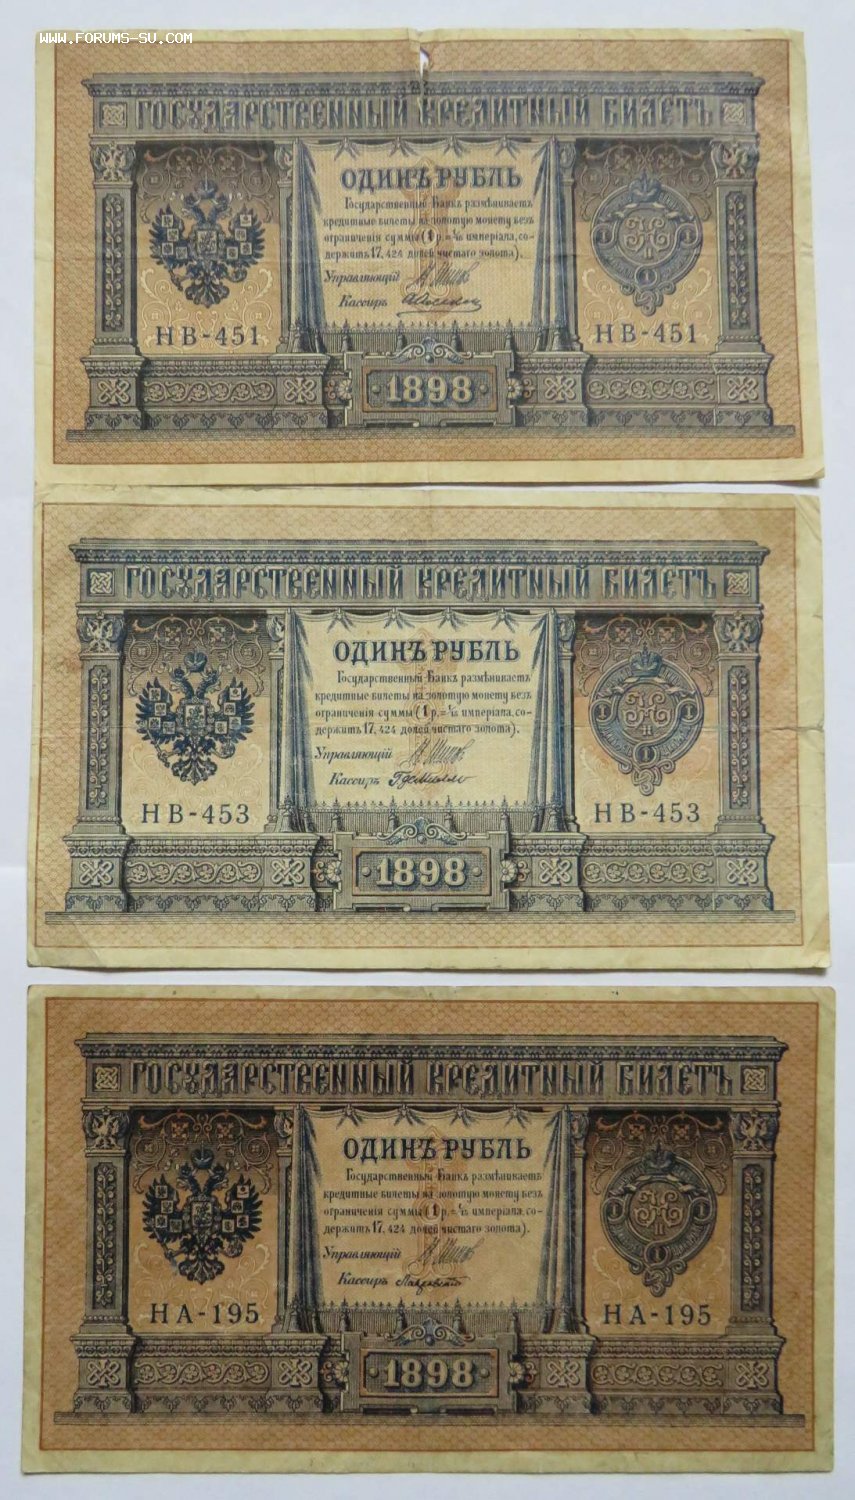 WWW.FORUMS-SU.COM
ГОСУДАРСТВЕННЫЙ КРЕДИТНЫЙ БИЛЕТЪ
ОДИНЪ РУБЛЬ
Государственный Банкъ размѣниваетъ
кредитные билеты на золотую монету безъ
ограниченія суммы (1 р.= 1/15 имперіала, со-
держитъ 17,424 долей чистаго золота).
Управляющій
Кассиръ
НВ-451
НВ-451
1898
ГОСУДАРСТВЕННЫЙ КРЕДИТНЫЙ БИЛЕТЪ
ОДИНЪ РУБЛЬ
Государственный Банкъ размѣниваетъ
кредитные билеты на золотую монету безъ
ограниченія суммы (1 р.= 1/15 имперіала, со-
держитъ 17,424 долей чистаго золота).
Управляющій
Кассиръ
НВ-453
НВ-453
1898
ГОСУДАРСТВЕННЫЙ КРЕДИТНЫЙ БИЛЕТЪ
ОДИНЪ РУБЛЬ
Государственный Банкъ размѣниваетъ
кредитные билеты на золотую монету безъ
ограниченія суммы (1 р.= 1/15 имперіала, со-
держитъ 17,424 долей чистаго золота).
Управляющій
Кассиръ
НА-195
НА-195
1898